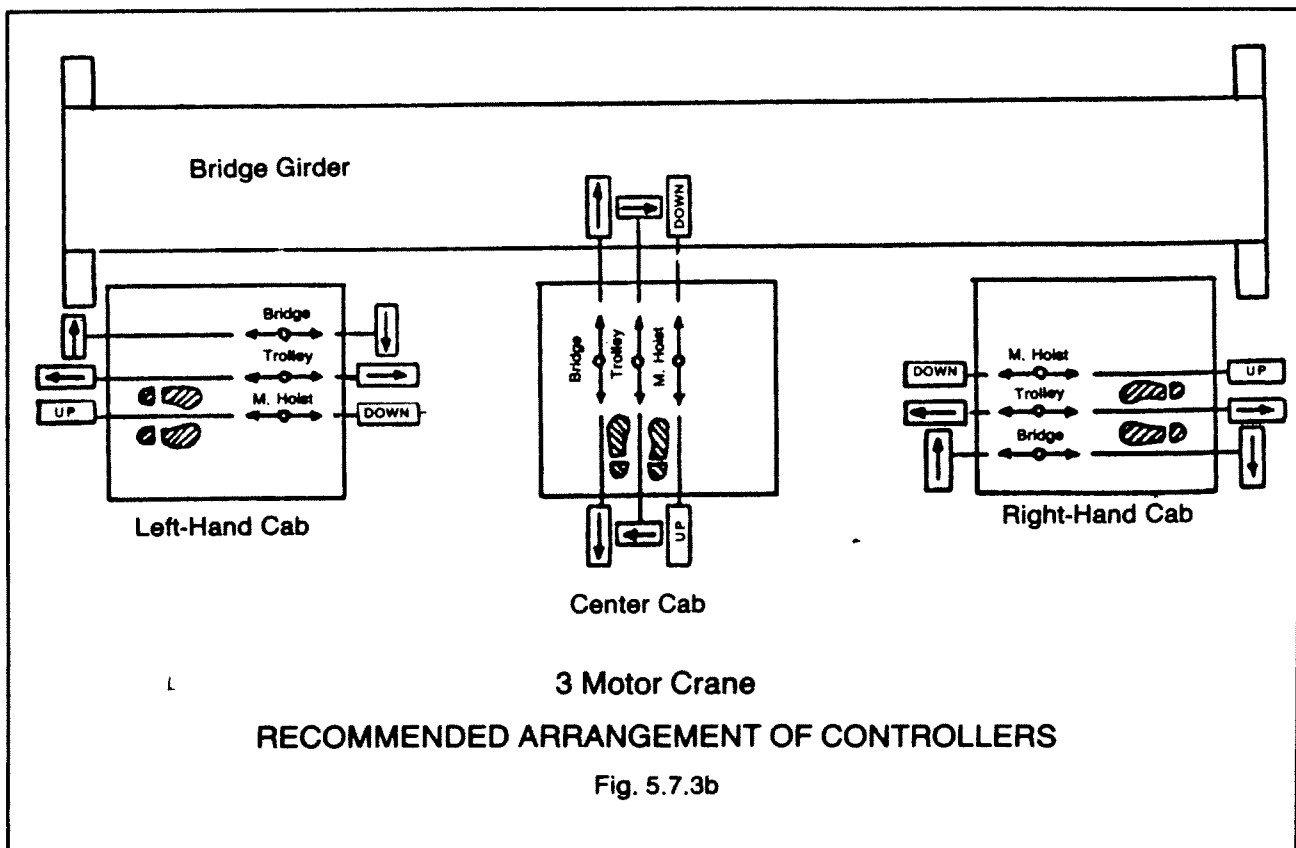 Bridge Girder
DOWN
Bridge
Trolley
M. Hoist
UP
DOWN
Left-Hand Cab
Bridge
Trolley
M. Hoist
UP
Center Cab
M. Hoist
DOWN
UP
Trolley
Bridge
Right-Hand Cab
3 Motor Crane
RECOMMENDED ARRANGEMENT OF CONTROLLERS
Fig. 5.7.3b